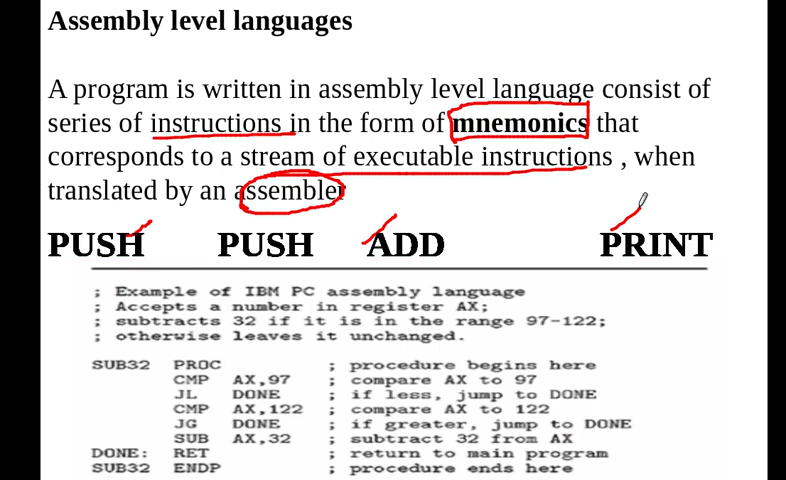 Assembly level languages
A program is written in assembly level language consist of
series of instructions in the form of mnemonics that
corresponds to a stream of executable instructions , when
translated by an assembler
PUSH PUSH ADD PRINT
; Example of IBM PC assembly language
; Accepts a number in register AX;
; subtracts 32 if it is in the range 97-122;
; otherwise leaves it unchanged.
SUB32 PROC ; procedure begins here
CMP AX,97 ; compare AX to 97
JL DONE ; if less, jump to DONE
CMP AX,122 ; compare AX to 122
JG DONE ; if greater, jump to DONE
SUB AX,32 ; subtract 32 from AX
DONE: RET ; return to main program
SUB32 ENDP ; procedure ends here